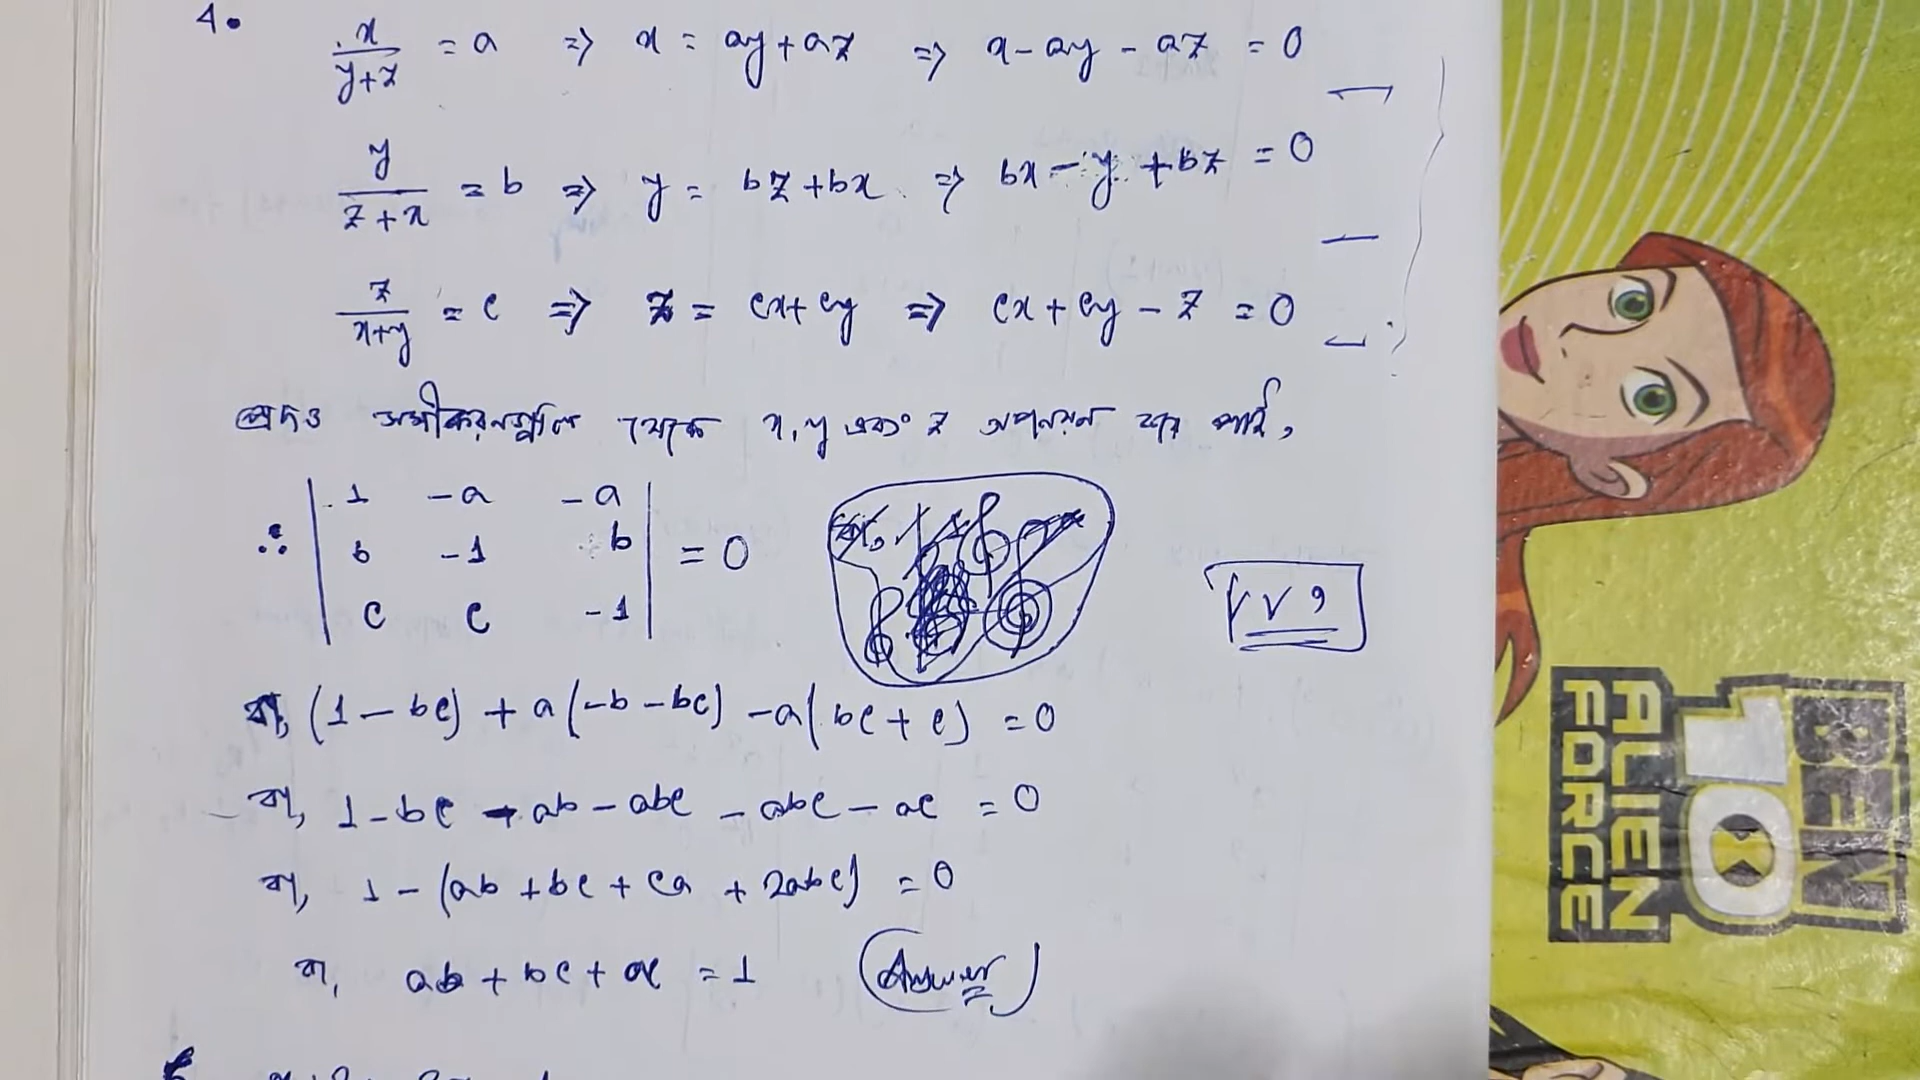 4. x/(y+z) = a ⇒ x = ay + az ⇒ x - ay - az = 0
y/(z+x) = b ⇒ y = bz + bx ⇒ bx - y + bz = 0
z/(x+y) = c ⇒ z = cx + cy ⇒ cx + cy - z = 0
প্রদত্ত সমীকরণগুলি থেকে x, y এবং z অপনয়ন করে পাই,
∴ | 1 -a -a |
| b -1 b | = 0
| c c -1 |
বা, (1 - bc) + a(-b - bc) - a(bc + c) = 0
বা, 1 - bc - ab - abc - abc - ac = 0
বা, 1 - (ab + bc + ca + 2abc) = 0
বা, ab + bc + ac = 1 Answer
BEN
10
ALIEN
FORCE